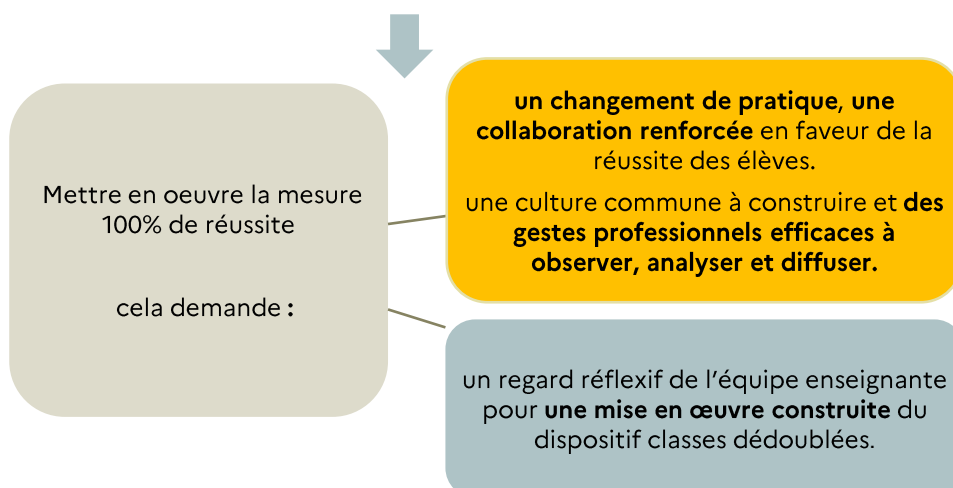 Mettre en oeuvre la mesure
100% de réussite
cela demande :
un changement de pratique, une
collaboration renforcée en faveur de la
réussite des élèves.
une culture commune à construire et des
gestes professionnels efficaces à
observer, analyser et diffuser.
un regard réflexif de l’équipe enseignante
pour une mise en œuvre construite du
dispositif classes dédoublées.